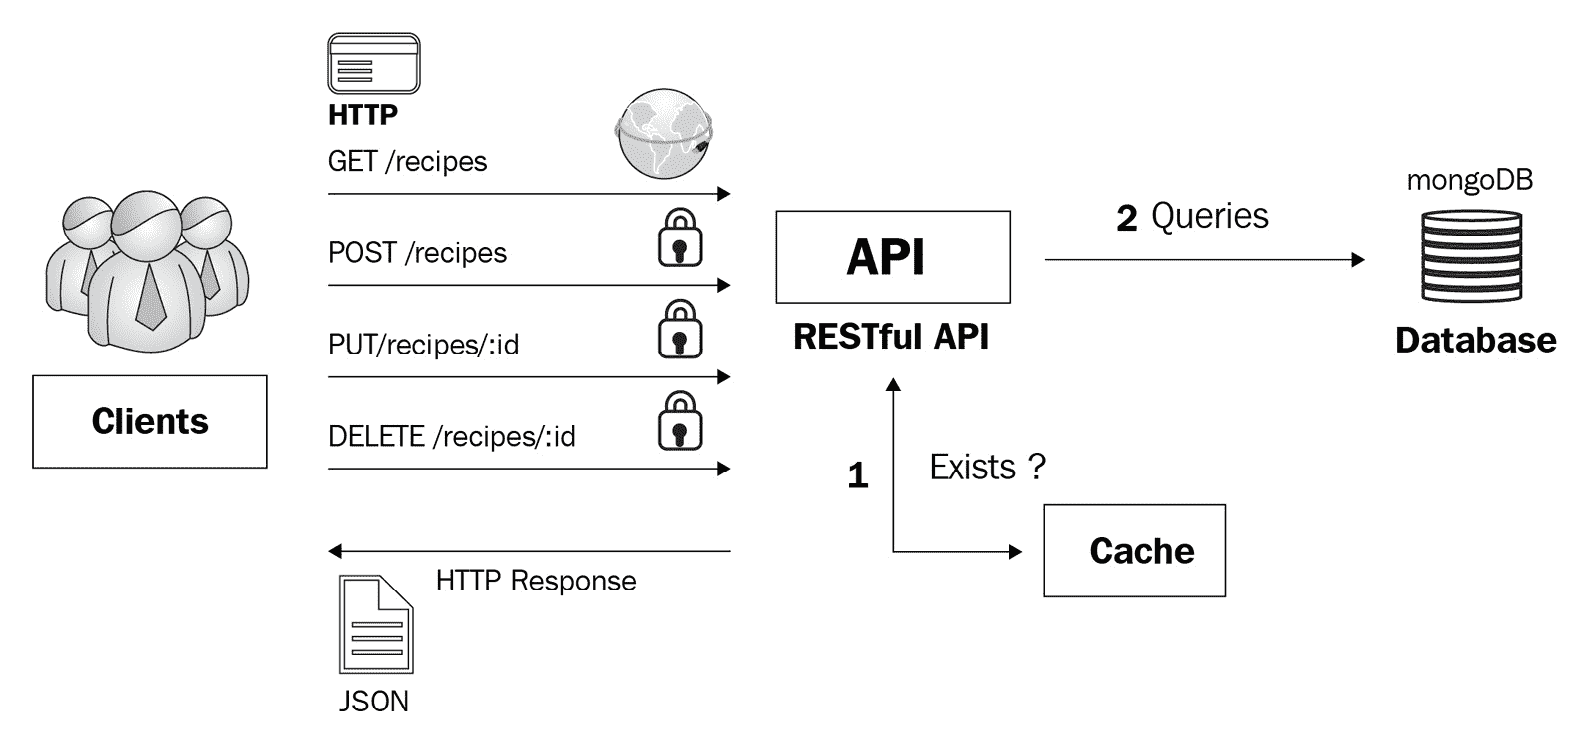 HTTP
GET /recipes
POST /recipes
PUT/recipes/:id
DELETE /recipes/:id
Clients
HTTP Response
JSON
API
RESTful API
1
Exists ?
Cache
2 Queries
mongoDB
Database